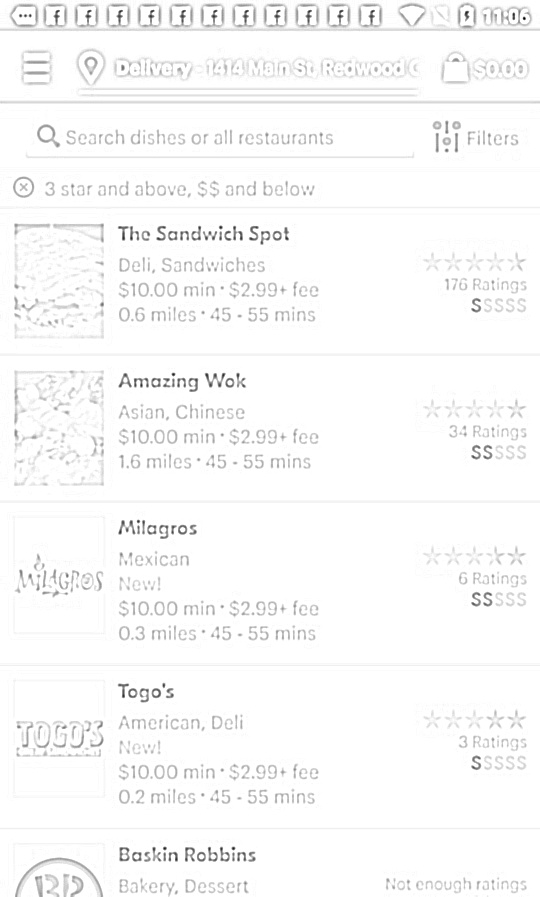 11:06
Delivery - 1414 Main St, Redwood C
$0.00
Search dishes or all restaurants
Filters
3 star and above, $$ and below
The Sandwich Spot
Deli, Sandwiches
$10.00 min • $2.99+ fee
0.6 miles • 45 - 55 mins
176 Ratings
$$$$$
Amazing Wok
Asian, Chinese
$10.00 min • $2.99+ fee
1.6 miles • 45 - 55 mins
34 Ratings
$$$$$
MILAGROS
Milagros
Mexican
New!
$10.00 min • $2.99+ fee
0.3 miles • 45 - 55 mins
6 Ratings
$$$$$
TOGO'S
Togo's
American, Deli
New!
$10.00 min • $2.99+ fee
0.2 miles • 45 - 55 mins
3 Ratings
$$$$$
BR
Baskin Robbins
Bakery, Dessert
Not enough ratings